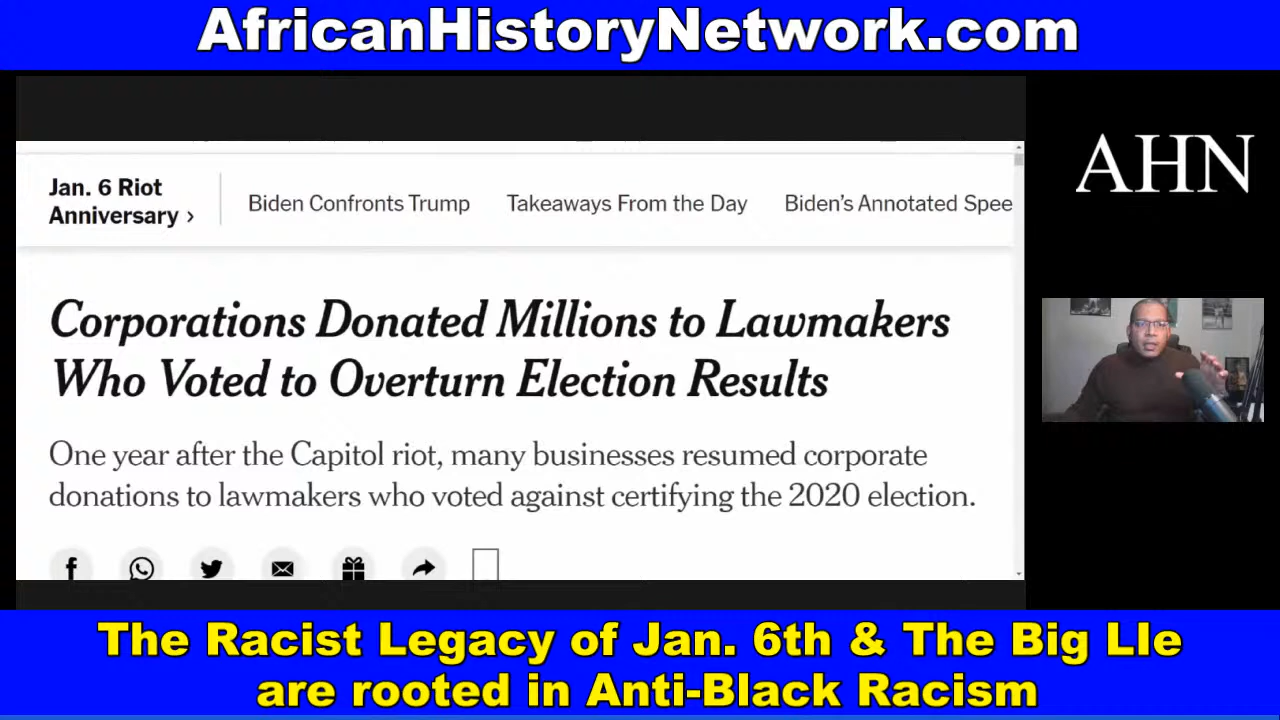 AfricanHistoryNetwork.com
AHN
Jan. 6 Riot
Anniversary ›
Biden Confronts Trump
Takeaways From the Day
Biden's Annotated Spee
Corporations Donated Millions to Lawmakers
Who Voted to Overturn Election Results
One year after the Capitol riot, many businesses resumed corporate
donations to lawmakers who voted against certifying the 2020 election.
The Racist Legacy of Jan. 6th & The Big LIe
are rooted in Anti-Black Racism